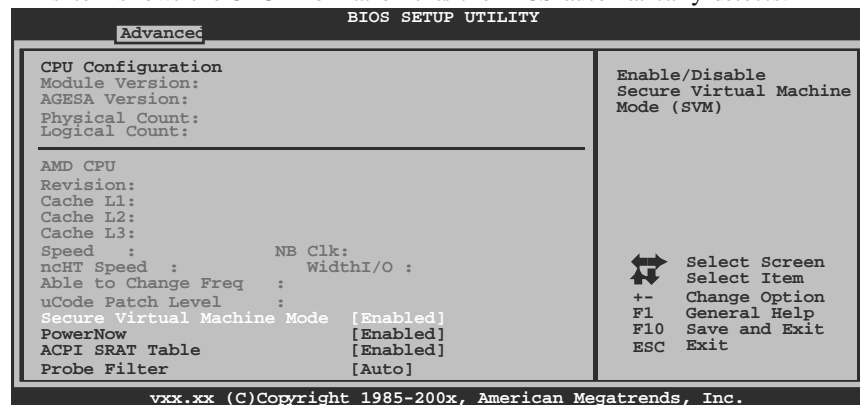 BIOS SETUP UTILITY
Advanced
CPU Configuration
Module Version:
AGESA Version:
Physical Count:
Logical Count:
AMD CPU
Revision:
Cache L1:
Cache L2:
Cache L3:
Speed : NB Clk:
ncHT Speed : WidthI/O :
Able to Change Freq :
uCode Patch Level :
Secure Virtual Machine Mode [Enabled]
PowerNow [Enabled]
ACPI SRAT Table [Enabled]
Probe Filter [Auto]
Enable/Disable
Secure Virtual Machine
Mode (SVM)
Select Screen
Select Item
+- Change Option
F1 General Help
F10 Save and Exit
ESC Exit
vxx.xx (C)Copyright 1985-200x, American Megatrends, Inc.